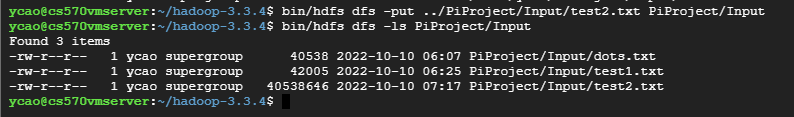 ycao@cs570vmserver:~/hadoop-3.3.4$ bin/hdfs dfs -put ../PiProject/Input/test2.txt PiProject/Input
ycao@cs570vmserver:~/hadoop-3.3.4$ bin/hdfs dfs -ls PiProject/Input
Found 3 items
-rw-r--r--   1 ycao supergroup      40538 2022-10-10 06:07 PiProject/Input/dots.txt
-rw-r--r--   1 ycao supergroup      42005 2022-10-10 06:25 PiProject/Input/test1.txt
-rw-r--r--   1 ycao supergroup   40538646 2022-10-10 07:17 PiProject/Input/test2.txt
ycao@cs570vmserver:~/hadoop-3.3.4$